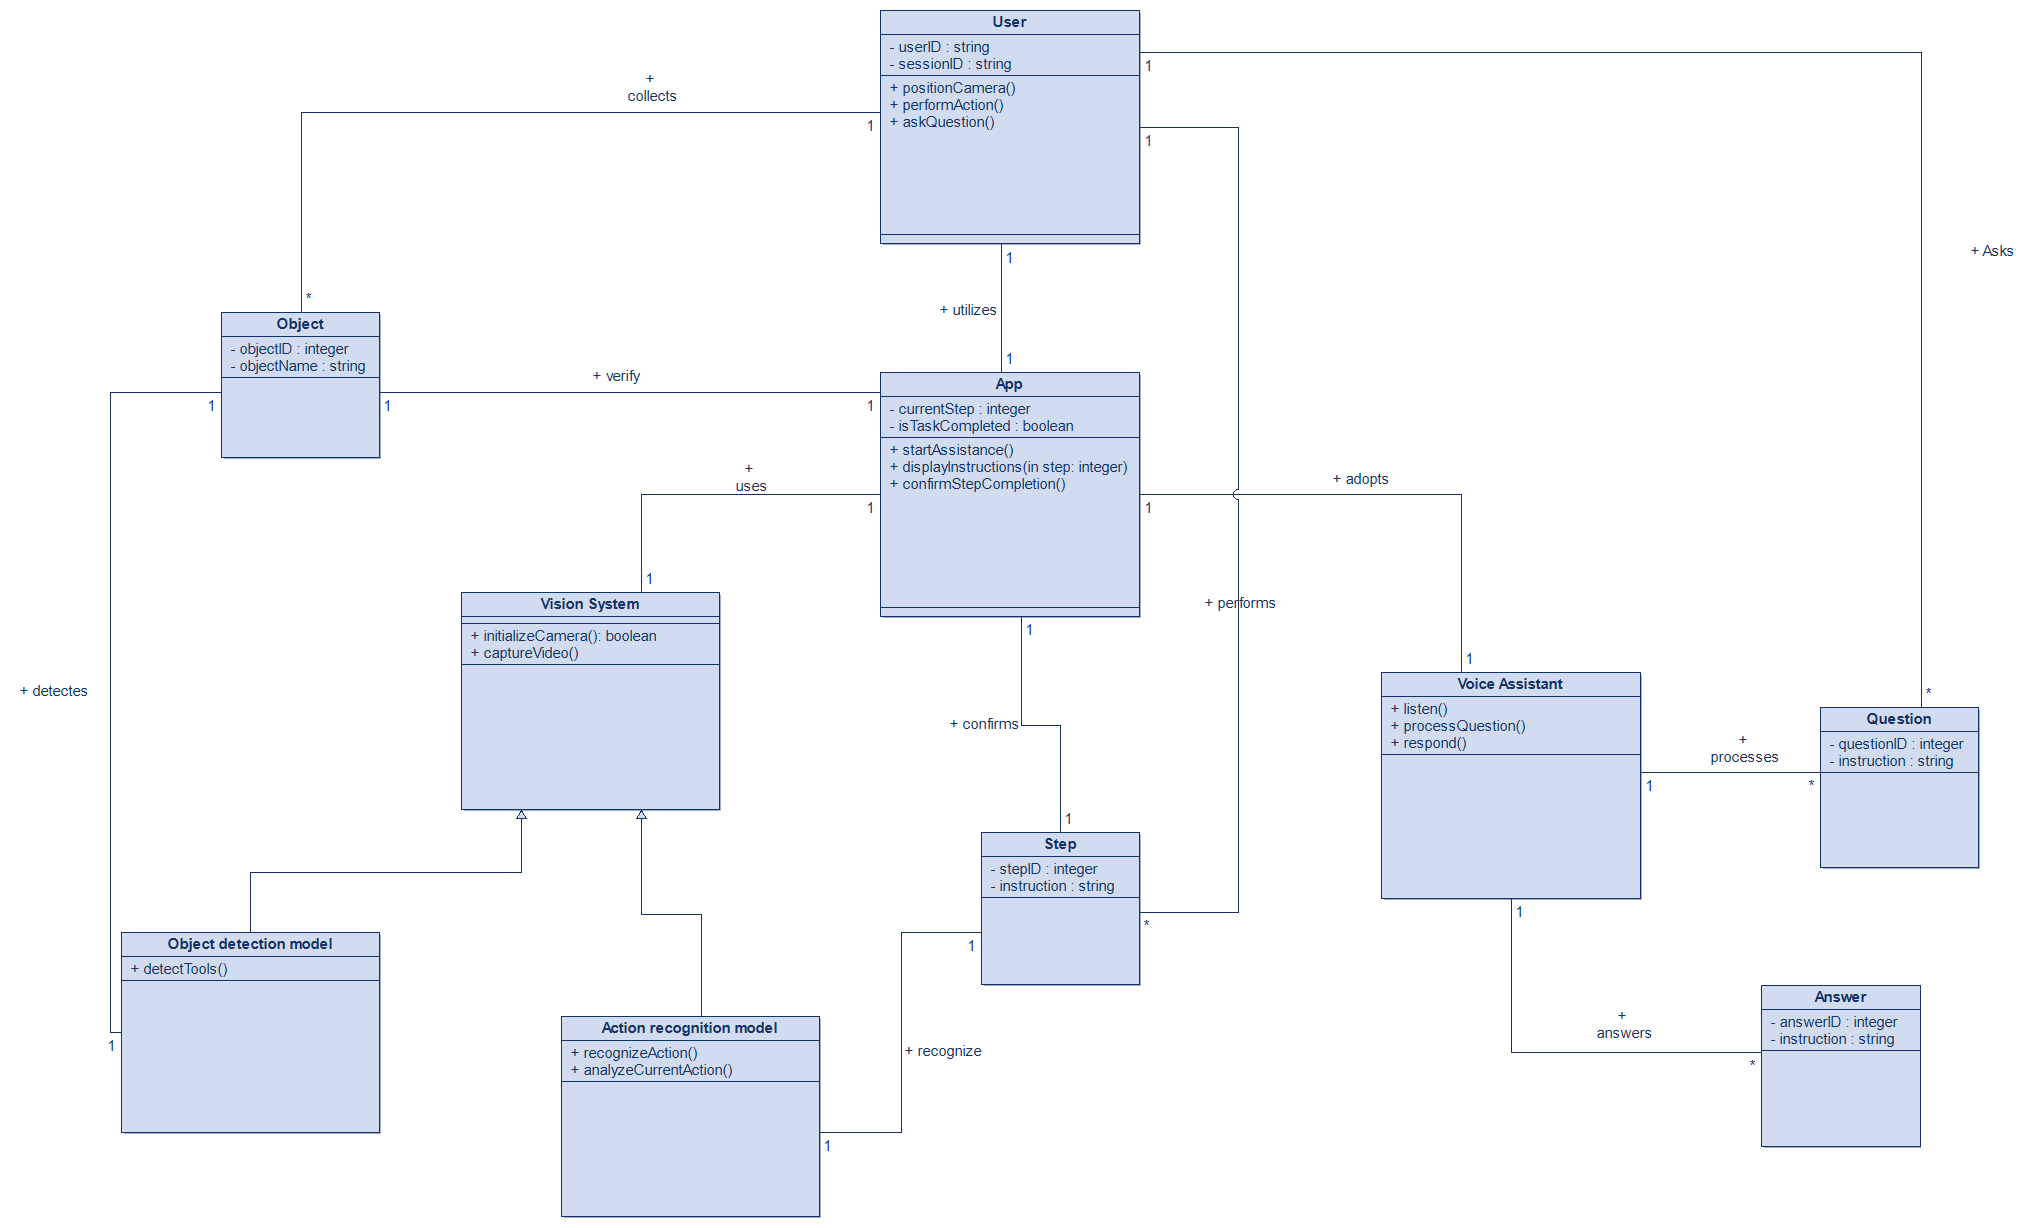 User
- userID : string
- sessionID : string
+ positionCamera()
+ performAction()
+ askQuestion()
1
1
1
1
+
collects
*
+ Asks
1
+ utilizes
1
Object
- objectID : integer
- objectName : string
1
1
+ verify
1
App
- currentStep : integer
- isTaskCompleted : boolean
+ startAssistance()
+ displayInstructions(in step: integer)
+ confirmStepCompletion()
+
uses
1
1
+ adopts
1
1
+ performs
Vision System
+ initializeCamera(): boolean
+ captureVideo()
1
+ confirms
1
+ detectes
Voice Assistant
+ listen()
+ processQuestion()
+ respond()
+
processes
1
*
*
Question
- questionID : integer
- instruction : string
Step
- stepID : integer
- instruction : string
1
*
1
Object detection model
+ detectTools()
1
Action recognition model
+ recognizeAction()
+ analyzeCurrentAction()
1
+ recognize
+
answers
*
Answer
- answerID : integer
- instruction : string